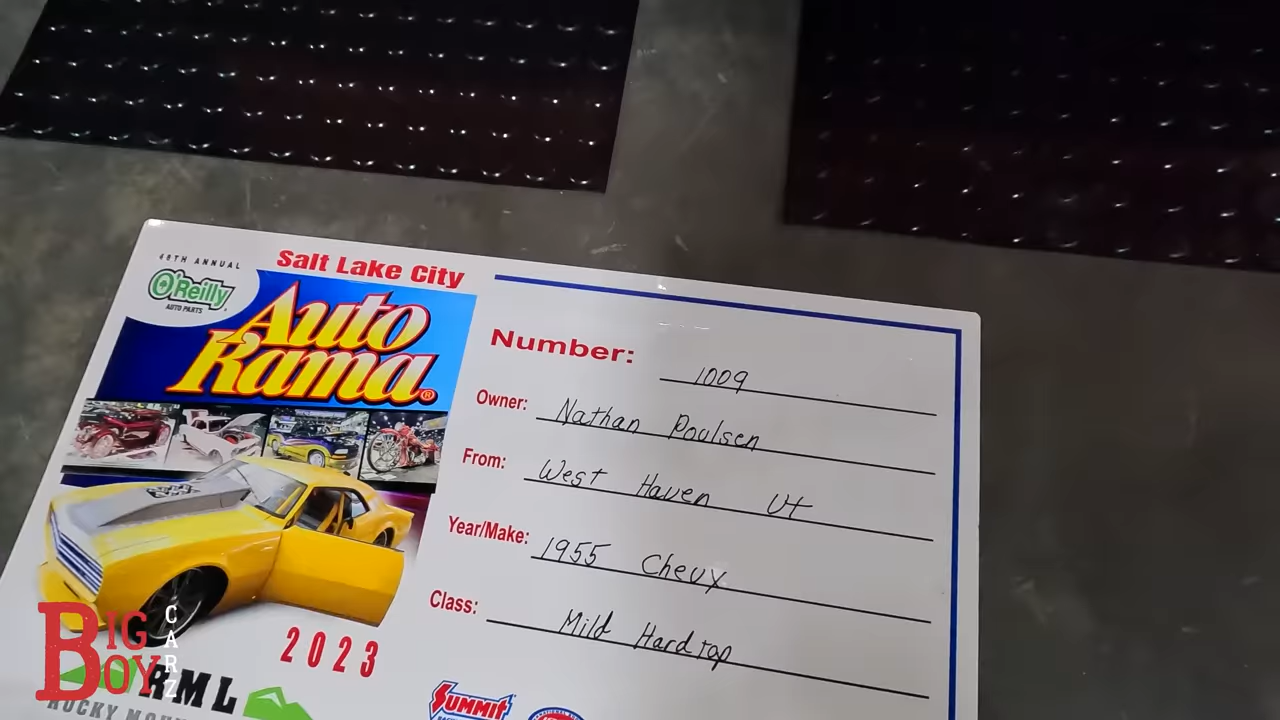 48TH ANNUAL
O'Reilly
AUTO PARTS
Salt Lake City
Auto
Rama®
Number: 1009
Owner: Nathan Poulsen
From: West Haven Ut
Year/Make: 1955 Chevy
Class: Mild Hardtop
2023
RML
SUMMIT
BIG
BOY
CARZ